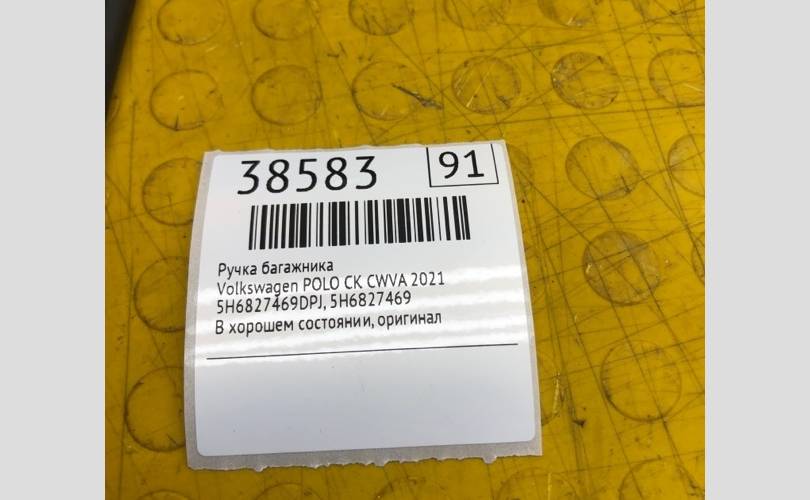 38583 91
Ручка багажника
Volkswagen POLO CK CWVA 2021
5H6827469DPJ, 5H6827469
В хорошем состоянии, оригинал